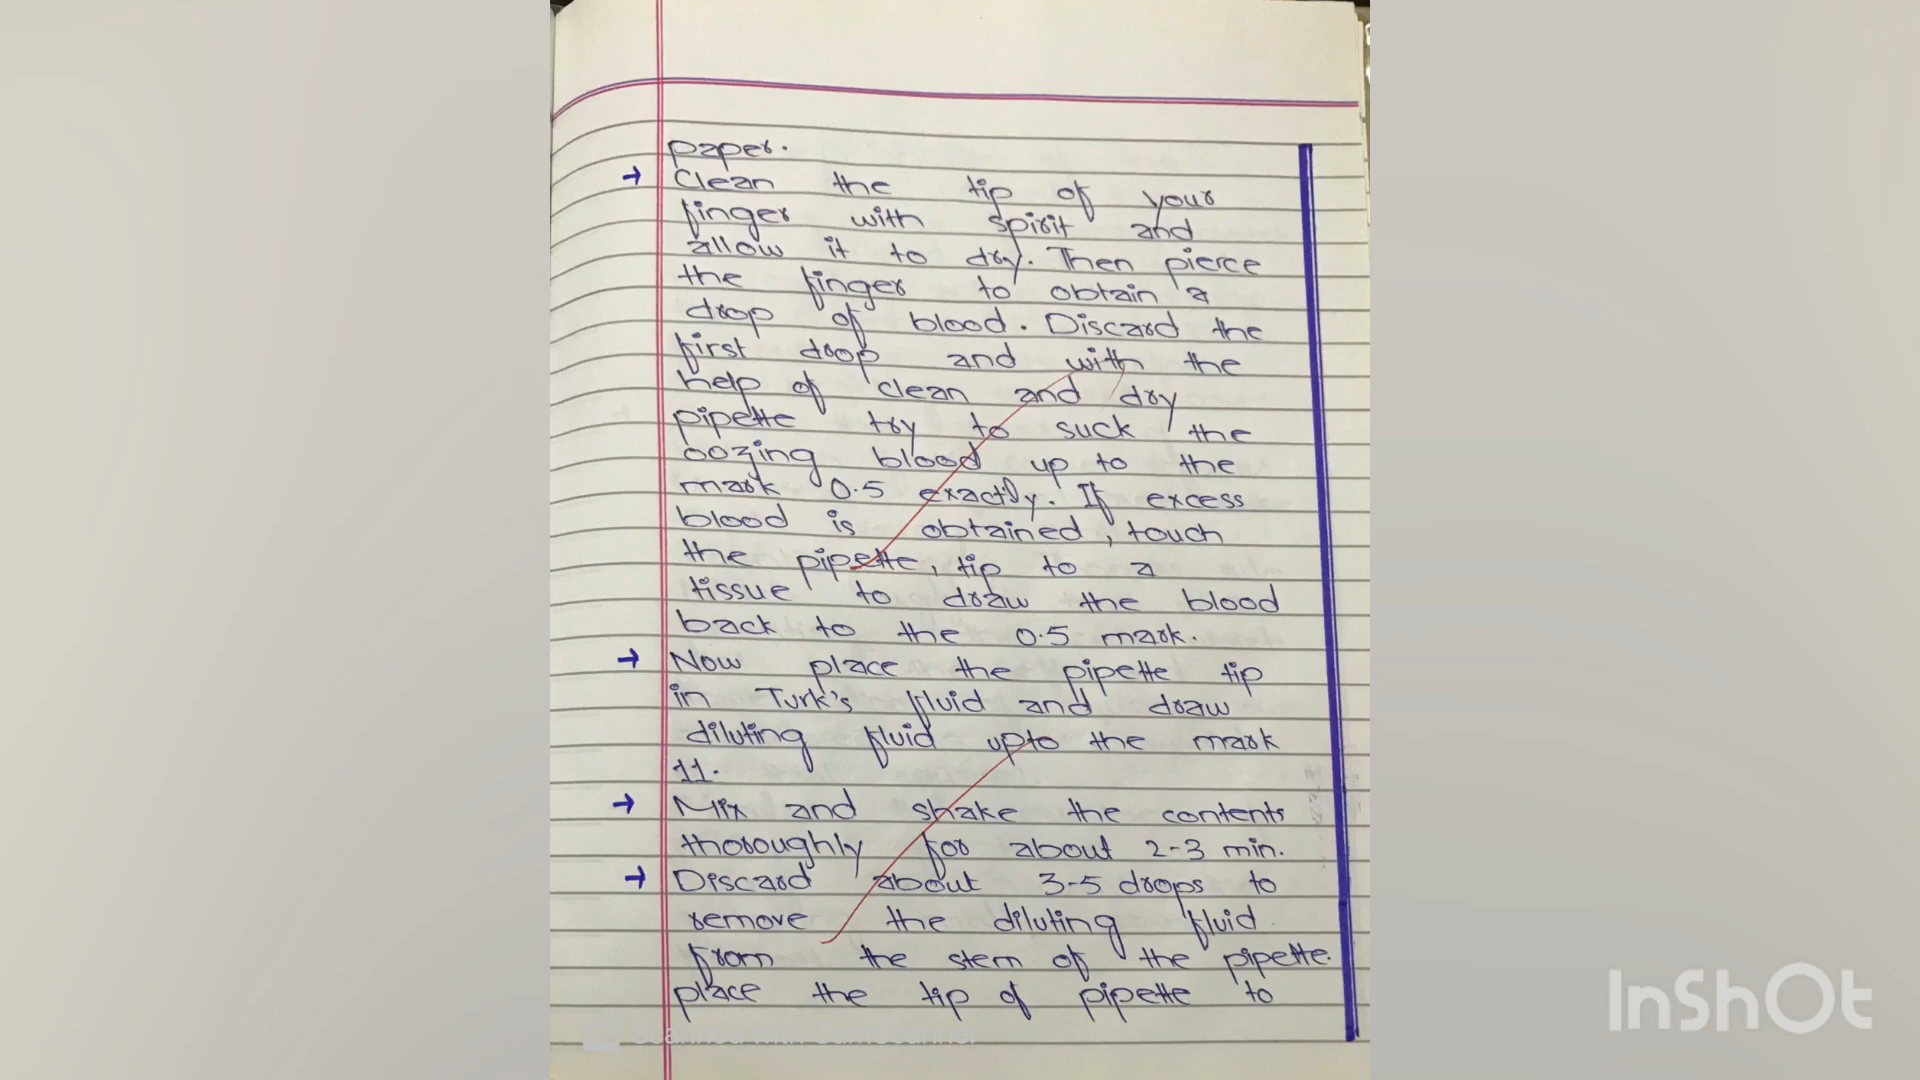 paper.
→ Clean the tip of your
finger with spirit and
allow it to dry. Then pierce
the finger to obtain a
drop of blood. Discard the
first drop and with the
help of clean and dry
pipette try to suck the
oozing blood up to the
mark 0.5 exactly. If excess
blood is obtained, touch
the pipette, tip to a
tissue to draw the blood
back to the 0.5 mark.
→ Now place the pipette tip
in Turk's fluid and draw
diluting fluid upto the mark
11.
→ Mix and shake the contents
thoroughly for about 2-3 min.
→ Discard about 3-5 drops to
remove the diluting fluid
from the stem of the pipette.
place the tip of pipette to
Scanned with CamScanner
InShOt